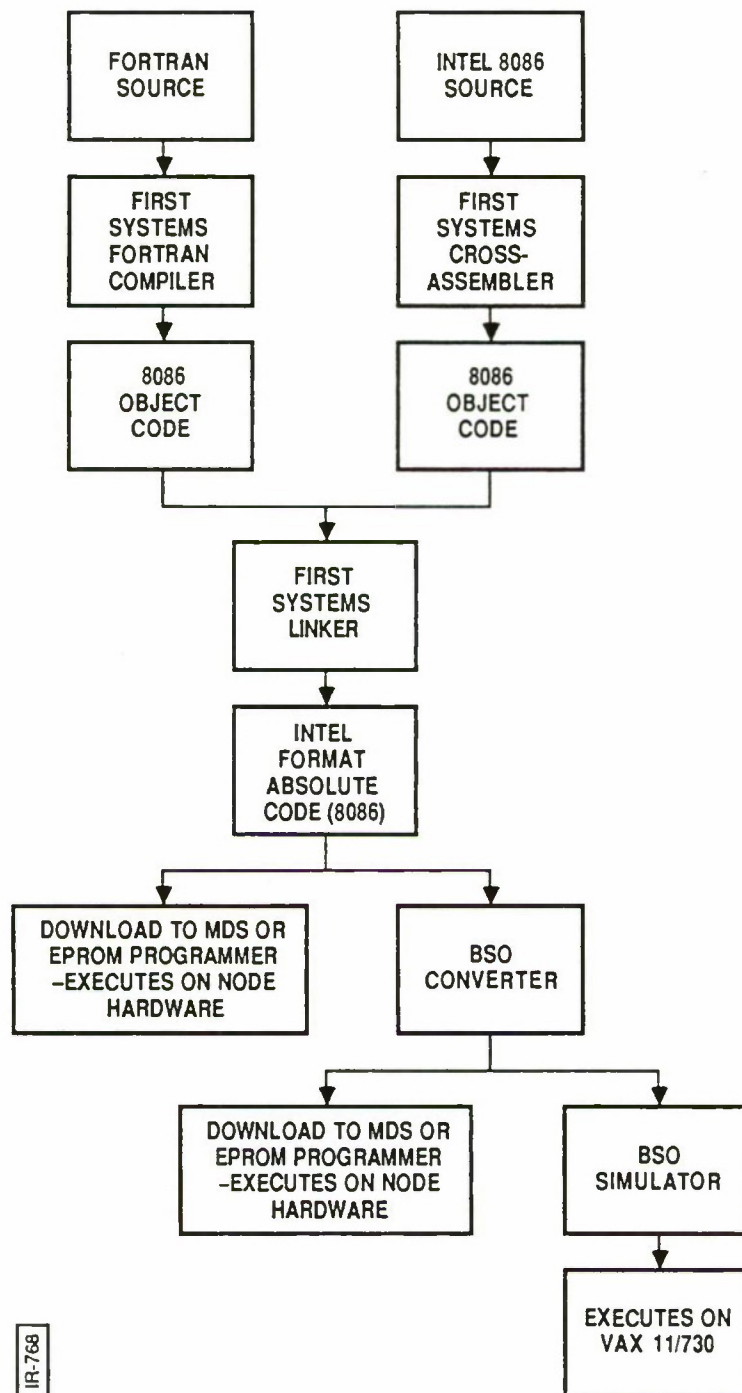 FORTRAN
SOURCE
INTEL 8086
SOURCE
FIRST
SYSTEMS
FORTRAN
COMPILER
FIRST
SYSTEMS
CROSS-
ASSEMBLER
8086
OBJECT
CODE
8086
OBJECT
CODE
FIRST
SYSTEMS
LINKER
INTEL
FORMAT
ABSOLUTE
CODE (8086)
DOWNLOAD TO MDS OR
EPROM PROGRAMMER
–EXECUTES ON NODE
HARDWARE
BSO
CONVERTER
DOWNLOAD TO MDS OR
EPROM PROGRAMMER
–EXECUTES ON NODE
HARDWARE
BSO
SIMULATOR
EXECUTES ON
VAX 11/730
IR-768